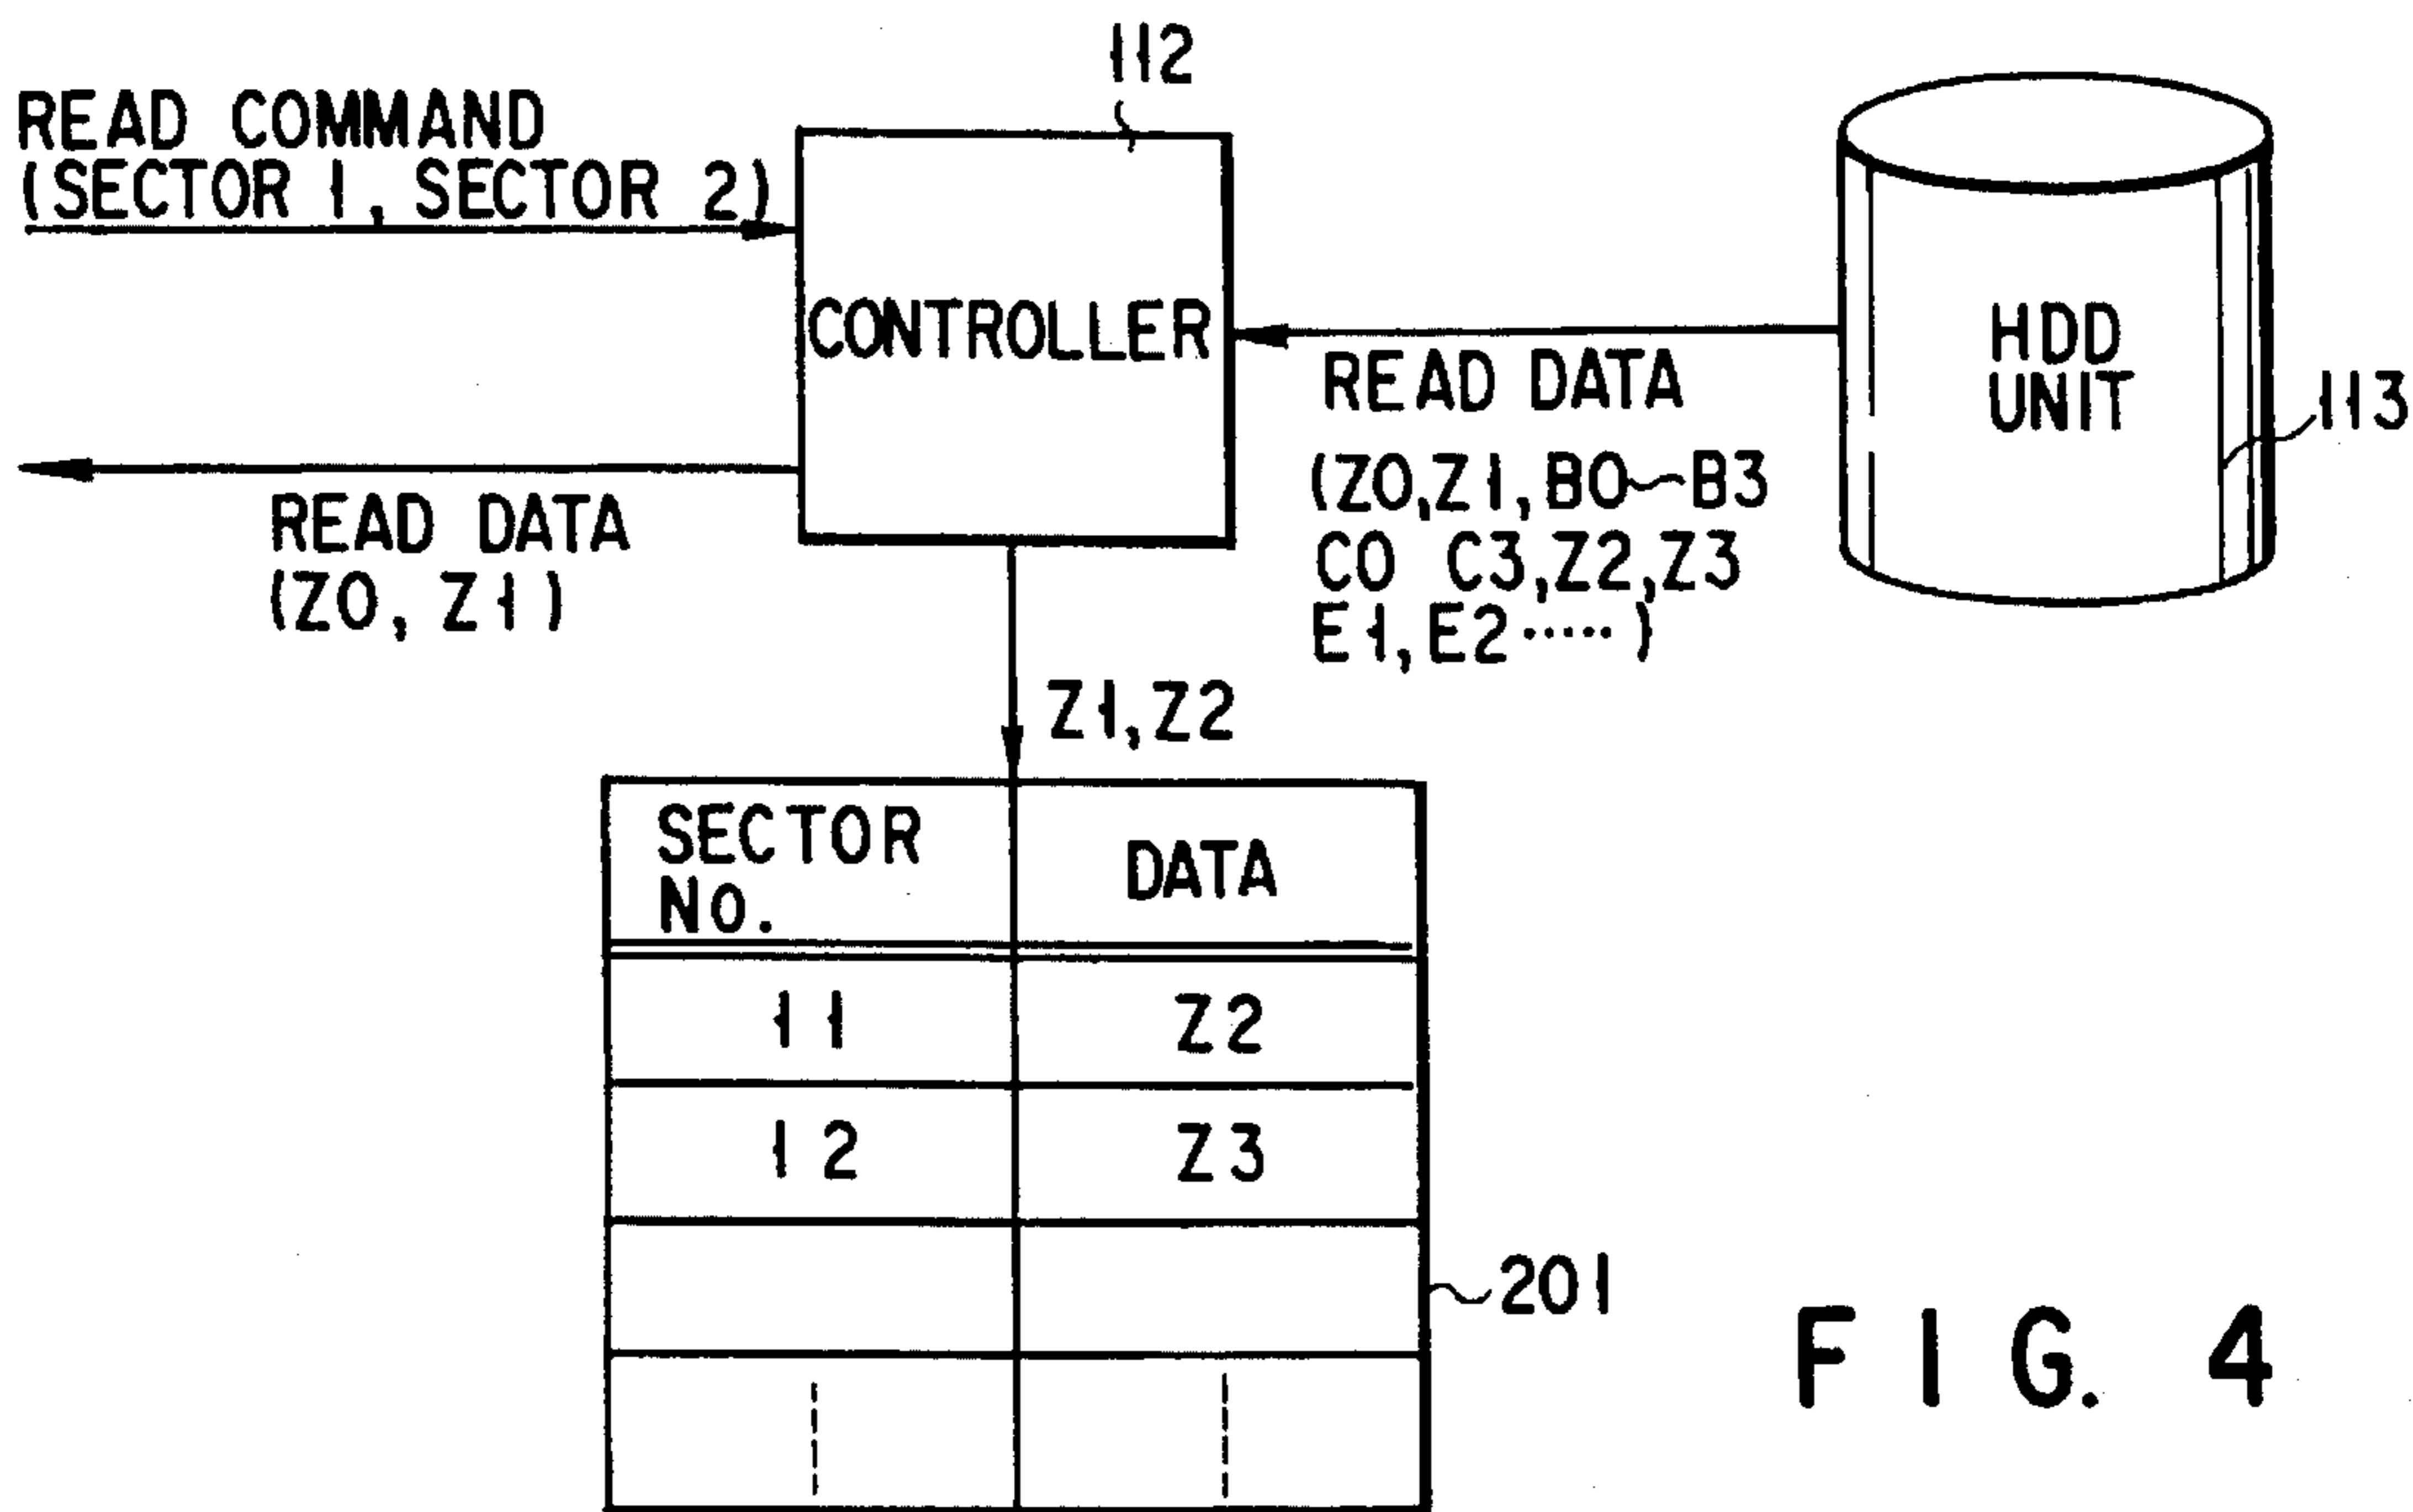 112
READ COMMAND
(SECTOR 1, SECTOR 2)
CONTROLLER
HDD
UNIT
113
READ DATA
(Z0,Z1,B0~B3
C0 C3,Z2,Z3
E1,E2·····)
READ DATA
(Z0, Z1)
Z1,Z2
SECTOR
No.
DATA
11
Z2
12
Z3
201
FIG. 4